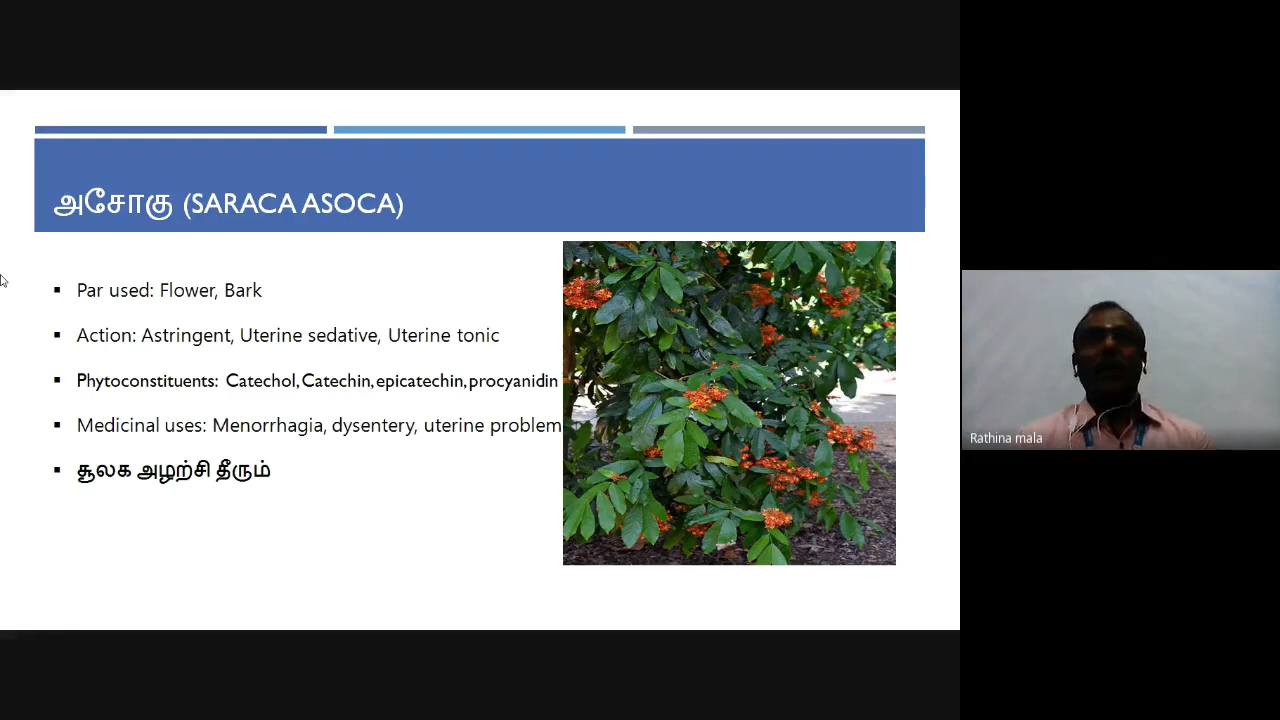 அசோகு (SARACA ASOCA)
Par used: Flower, Bark
Action: Astringent, Uterine sedative, Uterine tonic
Phytoconstituents: Catechol, Catechin, epicatechin, procyanidin
Medicinal uses: Menorrhagia, dysentery, uterine problem
சூலக அழற்சி தீரும்
Rathina mala